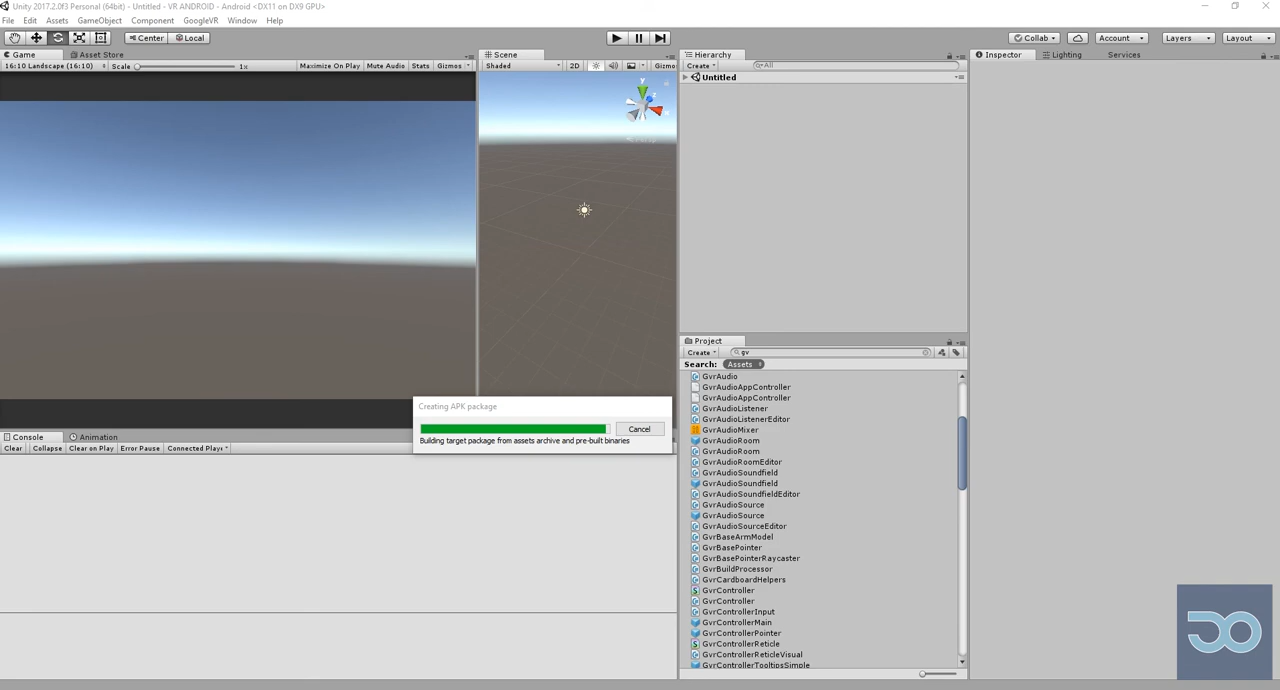 Unity 2017.2.0f3 Personal (64bit) - Untitled - VR ANDROID - Android <DX11 on DX9 GPU>
File Edit Assets GameObject Component GoogleVR Window Help
Center Local Collab Account Layers Layout
Game Asset Store
16:10 Landscape (16:10) Scale 1x Maximize On Play Mute Audio Stats Gizmos
Scene
Shaded 2D Gizmo
Hierarchy
Create All
Untitled
Inspector Lighting Services
Creating APK package
Cancel
Building target package from assets archive and pre-built binaries
Console Animation
Clear Collapse Clear on Play Error Pause Connected Playe
Project
Create gv
Search: Assets
GvrAudio
GvrAudioAppController
GvrAudioAppController
GvrAudioListener
GvrAudioListenerEditor
GvrAudioMixer
GvrAudioRoom
GvrAudioRoom
GvrAudioRoomEditor
GvrAudioSoundfield
GvrAudioSoundfield
GvrAudioSoundfieldEditor
GvrAudioSource
GvrAudioSource
GvrAudioSourceEditor
GvrBaseArmModel
GvrBasePointer
GvrBasePointerRaycaster
GvrBuildProcessor
GvrCardboardHelpers
GvrController
GvrController
GvrControllerInput
GvrControllerMain
GvrControllerPointer
GvrControllerReticle
GvrControllerReticleVisual
GvrControllerTooltipsSimple